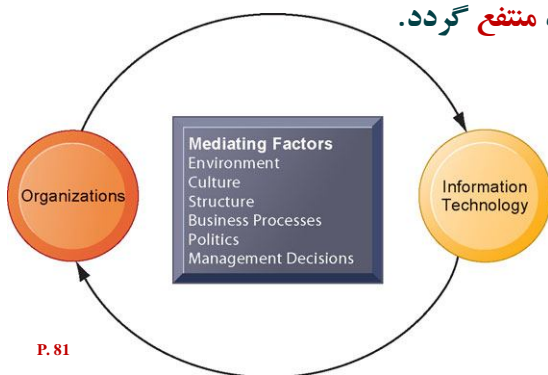 منتفع گردد.
Mediating Factors
Environment
Culture
Structure
Business Processes
Politics
Management Decisions
Organizations
Information
Technology
P. 81